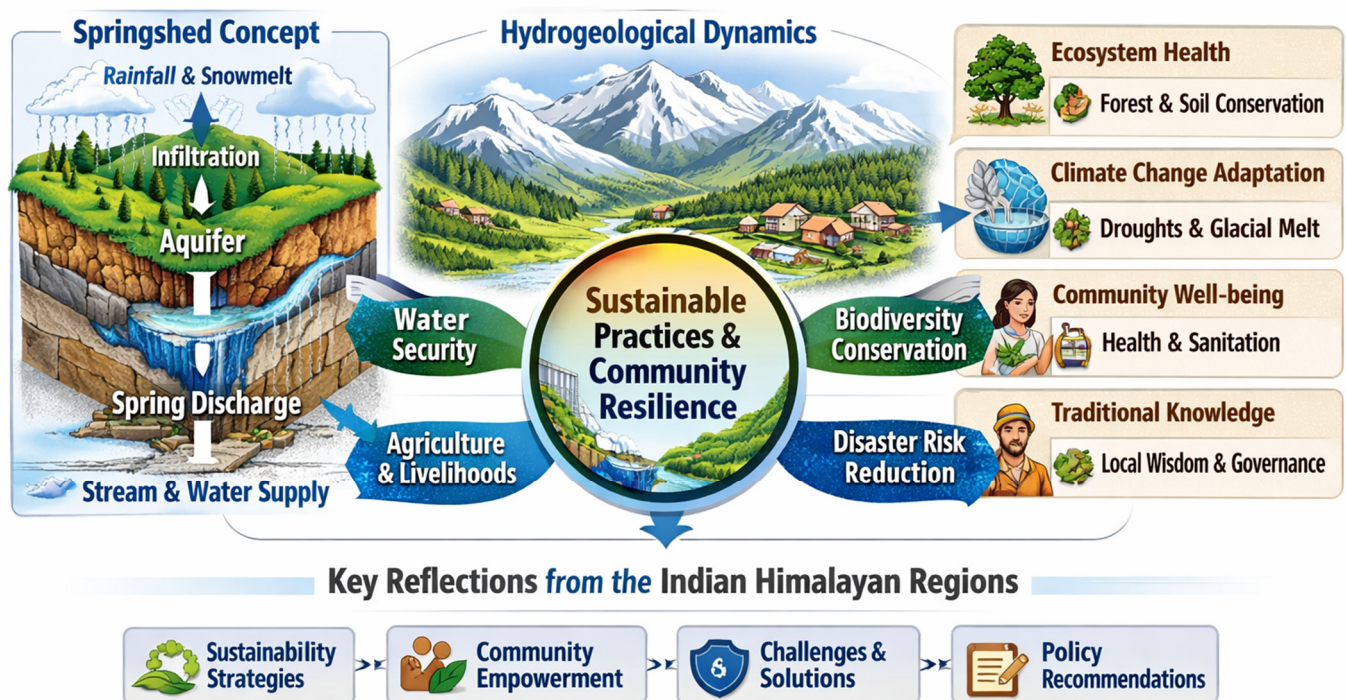 Springshed Concept
Rainfall & Snowmelt
Infiltration
Aquifer
Spring Discharge
Stream & Water Supply
Hydrogeological Dynamics
Water
Security
Agriculture
& Livelihoods
Sustainable
Practices &
Community
Resilience
Biodiversity
Conservation
Disaster Risk
Reduction
Ecosystem Health
Forest & Soil Conservation
Climate Change Adaptation
Droughts & Glacial Melt
Community Well-being
Health & Sanitation
Traditional Knowledge
Local Wisdom & Governance
Key Reflections from the Indian Himalayan Regions
Sustainability
Strategies
Community
Empowerment
Challenges &
Solutions
Policy
Recommendations